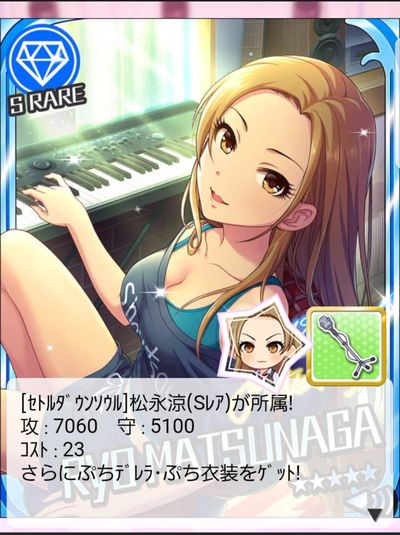 S RARE
[ｾﾄﾙﾀﾞｳﾝｿｳﾙ]松永涼(Sﾚｱ)が所属!
攻 : 7060 守 : 5100
ｺｽﾄ : 23
さらにぷちﾃﾞﾚﾗ・ぷち衣装をｹﾞｯﾄ!
RYO MATSUNAGA